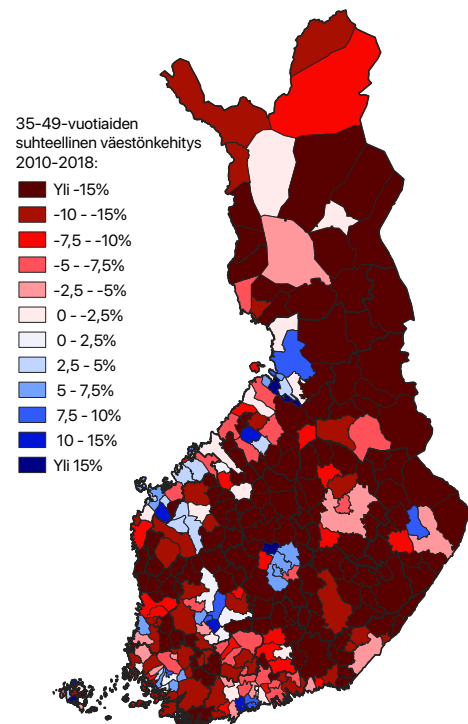 35-49-vuotiaiden
suhteellinen väestönkehitys
2010-2018:
Yli -15%
-10 - -15%
-7,5 - -10%
-5 - -7,5%
-2,5 - -5%
0 - -2,5%
0 - 2,5%
2,5 - 5%
5 - 7,5%
7,5 - 10%
10 - 15%
Yli 15%